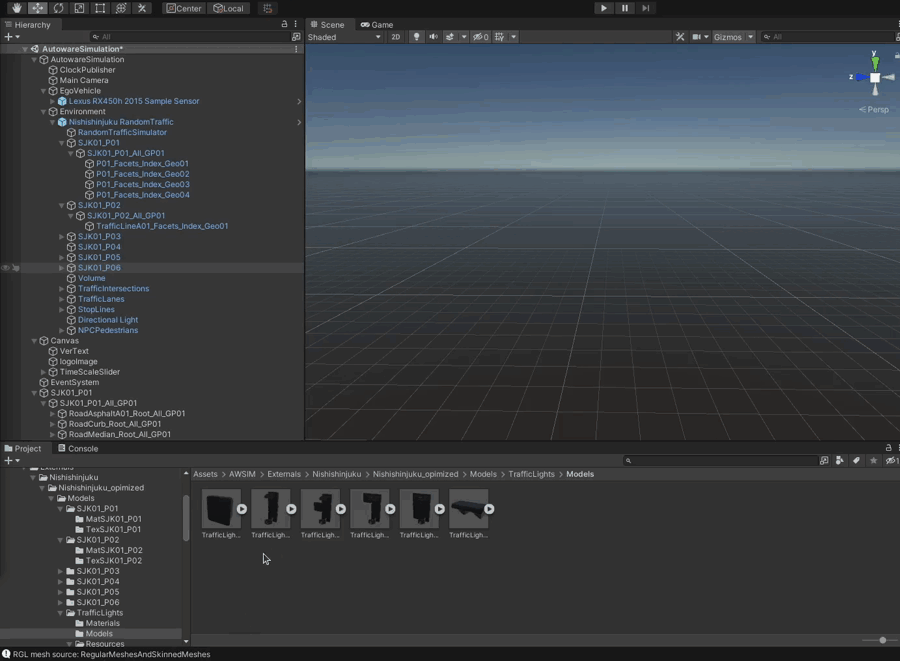 Center Local
Hierarchy
All
AutowareSimulation*
AutowareSimulation
ClockPublisher
Main Camera
EgoVehicle
Lexus RX450h 2015 Sample Sensor
Environment
Nishishinjuku RandomTraffic
RandomTrafficSimulator
SJK01_P01
SJK01_P01_All_GP01
P01_Facets_Index_Geo01
P01_Facets_Index_Geo02
P01_Facets_Index_Geo03
P01_Facets_Index_Geo04
SJK01_P02
SJK01_P02_All_GP01
TrafficLineA01_Facets_Index_Geo01
SJK01_P03
SJK01_P04
SJK01_P05
SJK01_P06
Volume
TrafficIntersections
TrafficLanes
StopLines
Directional Light
NPCPedestrians
Canvas
VerText
logoImage
TimeScaleSlider
EventSystem
SJK01_P01
SJK01_P01_All_GP01
RoadAsphaltA01_Root_All_GP01
RoadCurb_Root_All_GP01
RoadMedian_Root_All_GP01
Scene Game
Shaded 2D 0 Gizmos All
y
z
Persp
Project Console
Externals
Nishishinjuku
Nishishinjuku_opimized
Models
SJK01_P01
MatSJK01_P01
TexSJK01_P01
SJK01_P02
MatSJK01_P02
TexSJK01_P02
SJK01_P03
SJK01_P04
SJK01_P05
SJK01_P06
TrafficLights
Materials
Models
Resources
Assets > AWSIM > Externals > Nishishinjuku > Nishishinjuku_opimized > Models > TrafficLights > Models
TrafficLigh... TrafficLigh... TrafficLigh... TrafficLigh... TrafficLigh... TrafficLigh...
RGL mesh source: RegularMeshesAndSkinnedMeshes